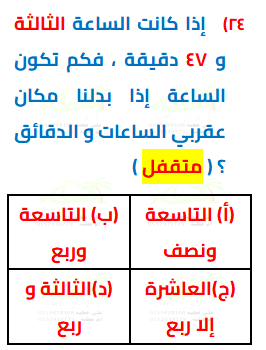 ٢٤) إذا كانت الساعة الثالثة
و ٤٧ دقيقة ، فكم تكون
الساعة إذا بدلنا مكان
عقربي الساعات و الدقائق
؟ ( متقفل )
(أ) التاسعة ونصف
(ب) التاسعة وربع
(ج)العاشرة إلا ربع
(د)الثالثة و ربع